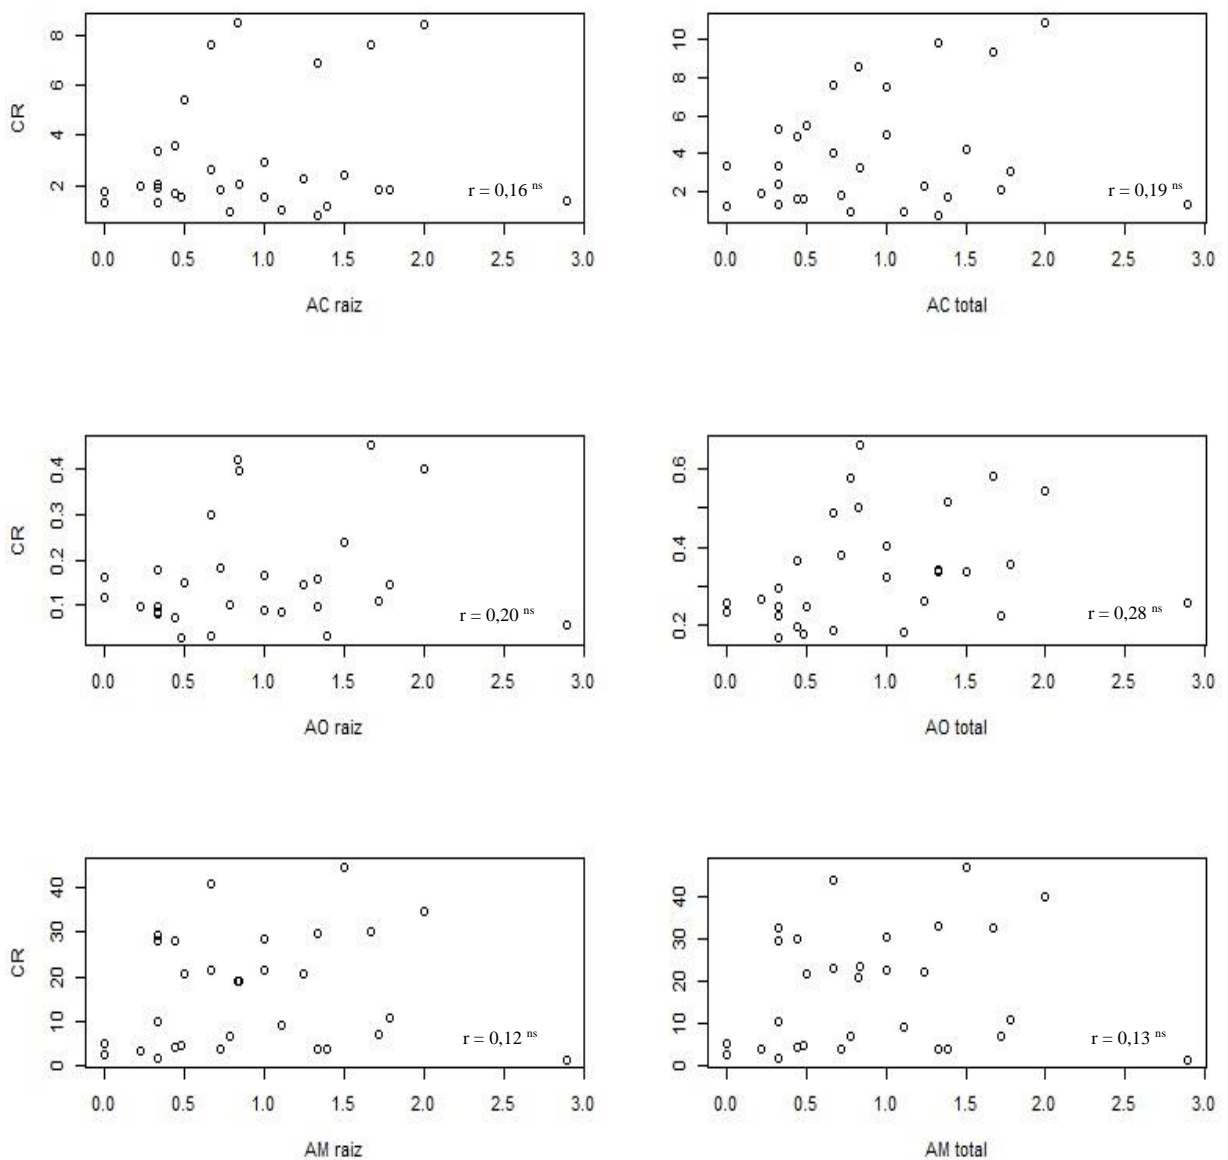 CR
8
6
4
2
r = 0,16 ns
0.0 0.5 1.0 1.5 2.0 2.5 3.0
AC raiz
10
8
6
4
2
r = 0,19 ns
0.0 0.5 1.0 1.5 2.0 2.5 3.0
AC total
CR
0.4
0.3
0.2
0.1
r = 0,20 ns
0.0 0.5 1.0 1.5 2.0 2.5 3.0
AO raiz
0.6
0.4
0.2
r = 0,28 ns
0.0 0.5 1.0 1.5 2.0 2.5 3.0
AO total
CR
40
30
20
10
0
r = 0,12 ns
0.0 0.5 1.0 1.5 2.0 2.5 3.0
AM raiz
40
30
20
10
0
r = 0,13 ns
0.0 0.5 1.0 1.5 2.0 2.5 3.0
AM total